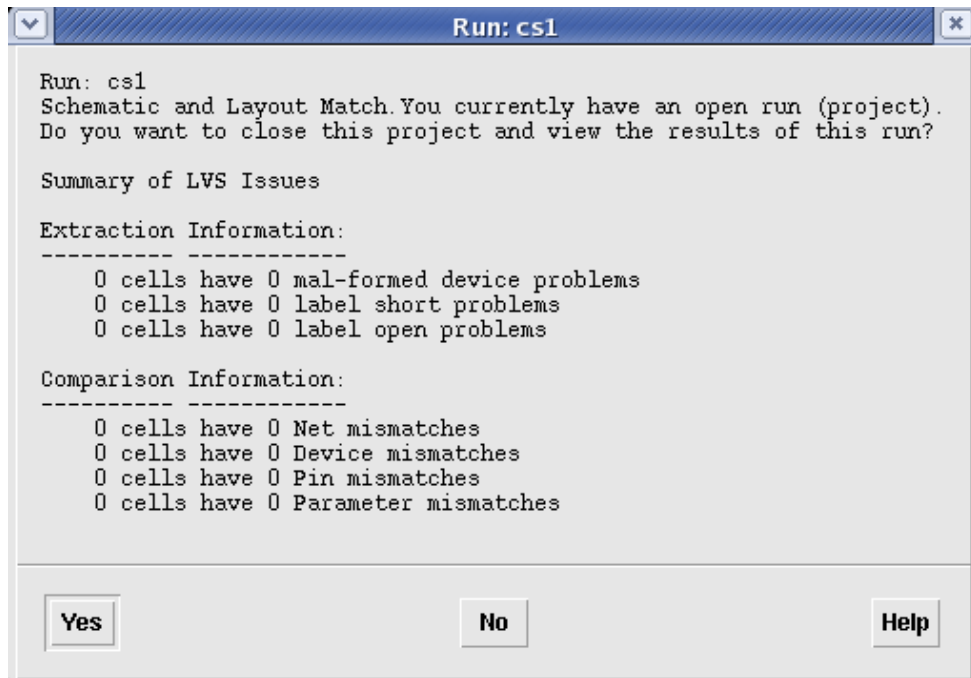 Run: cs1
Run: cs1
Schematic and Layout Match.You currently have an open run (project).
Do you want to close this project and view the results of this run?
Summary of LVS Issues
Extraction Information:
---------- ------------
0 cells have 0 mal-formed device problems
0 cells have 0 label short problems
0 cells have 0 label open problems
Comparison Information:
---------- ------------
0 cells have 0 Net mismatches
0 cells have 0 Device mismatches
0 cells have 0 Pin mismatches
0 cells have 0 Parameter mismatches
Yes No Help